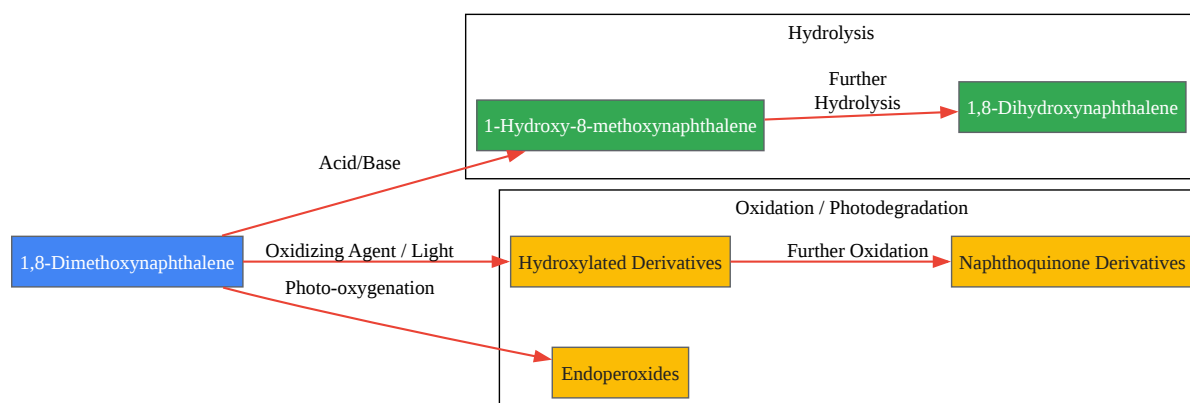 Hydrolysis
Further
Hydrolysis
1,8-Dihydroxynaphthalene
1-Hydroxy-8-methoxynaphthalene
Acid/Base
Oxidation / Photodegradation
1,8-Dimethoxynaphthalene
Oxidizing Agent / Light
Hydroxylated Derivatives
Further Oxidation
Naphthoquinone Derivatives
Photo-oxygenation
Endoperoxides